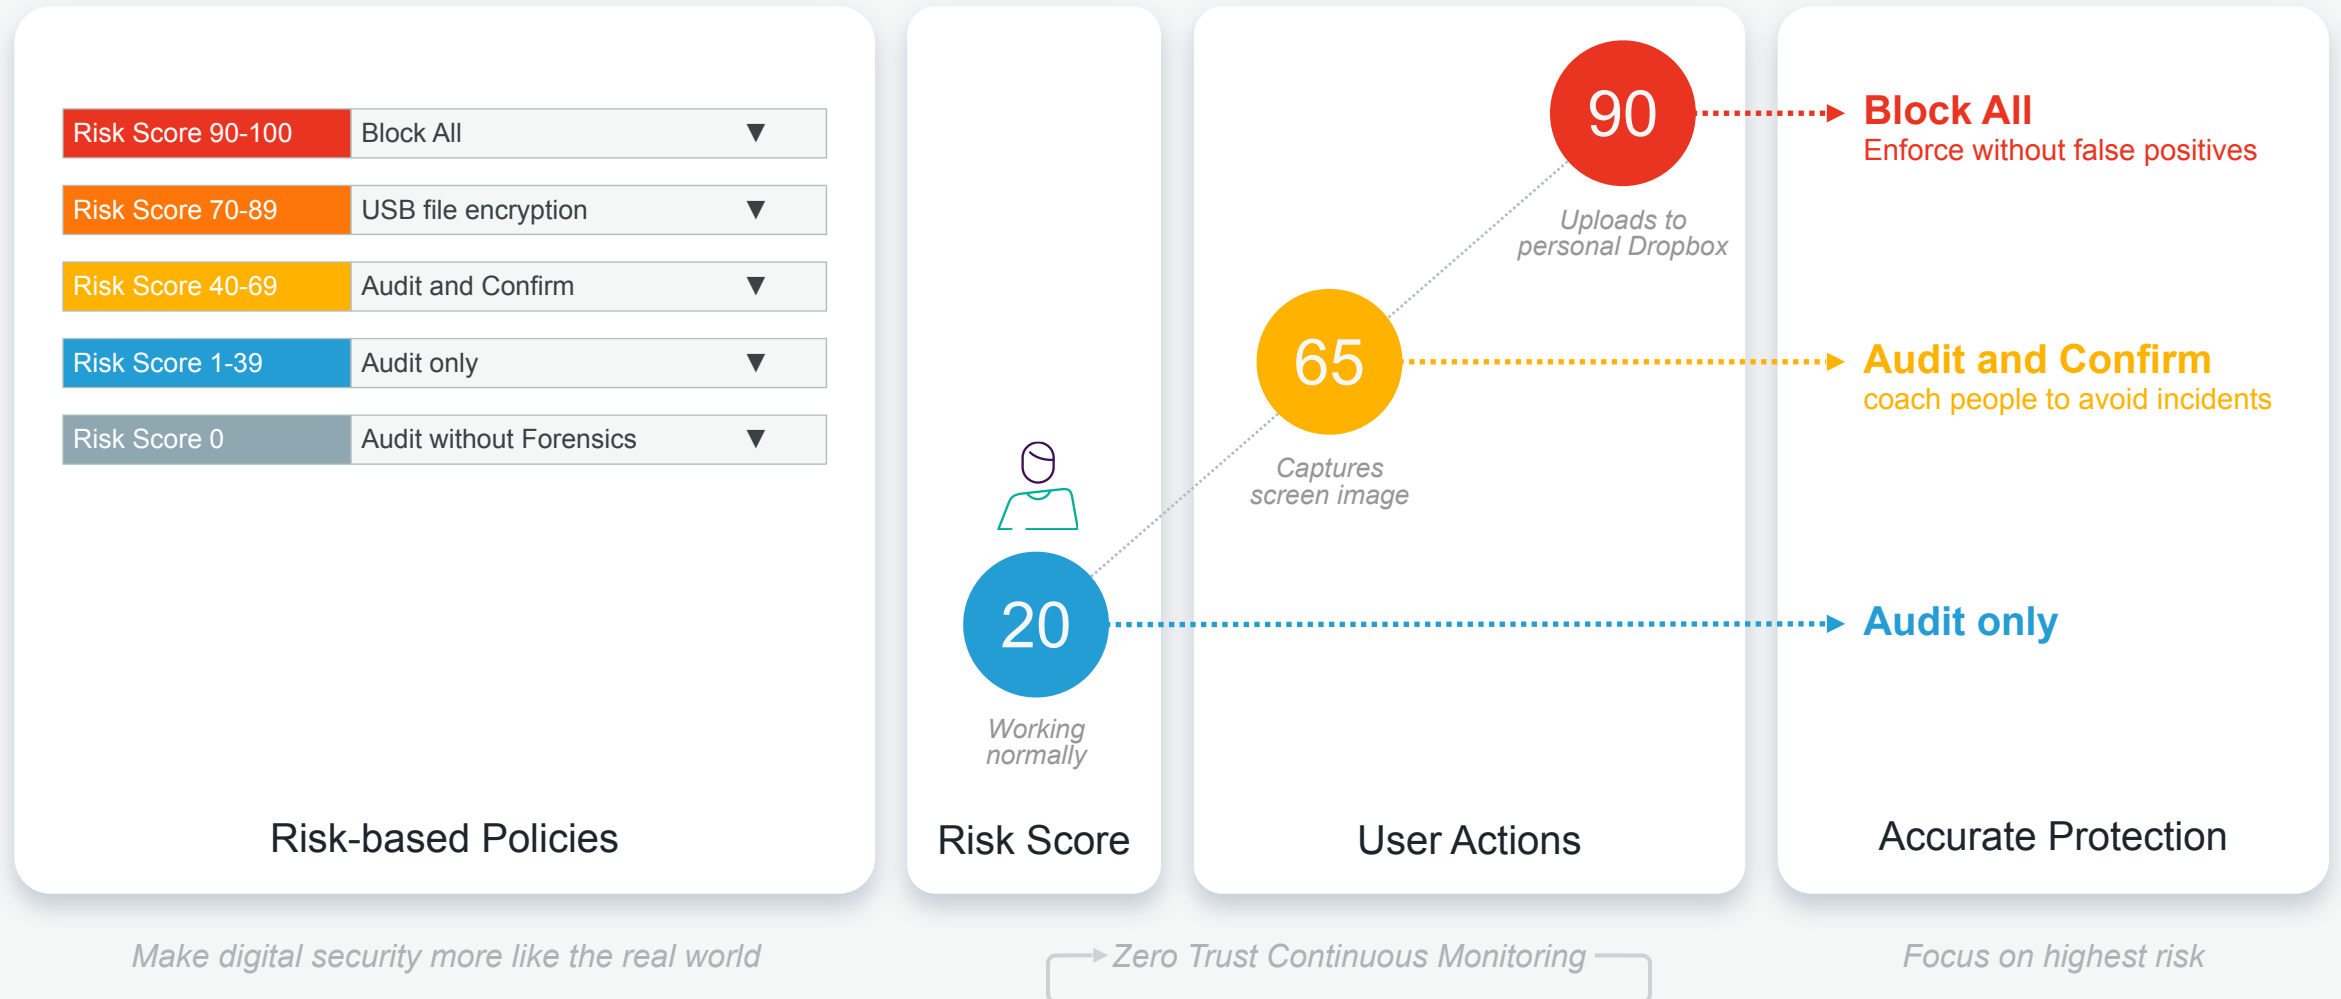 Risk Score 90-100 Block All ▼
Risk Score 70-89 USB file encryption ▼
Risk Score 40-69 Audit and Confirm ▼
Risk Score 1-39 Audit only ▼
Risk Score 0 Audit without Forensics ▼
Risk-based Policies
20
Working
normally
Risk Score
90
Uploads to
personal Dropbox
65
Captures
screen image
User Actions
Block All
Enforce without false positives
Audit and Confirm
coach people to avoid incidents
Audit only
Accurate Protection
Make digital security more like the real world
Zero Trust Continuous Monitoring
Focus on highest risk